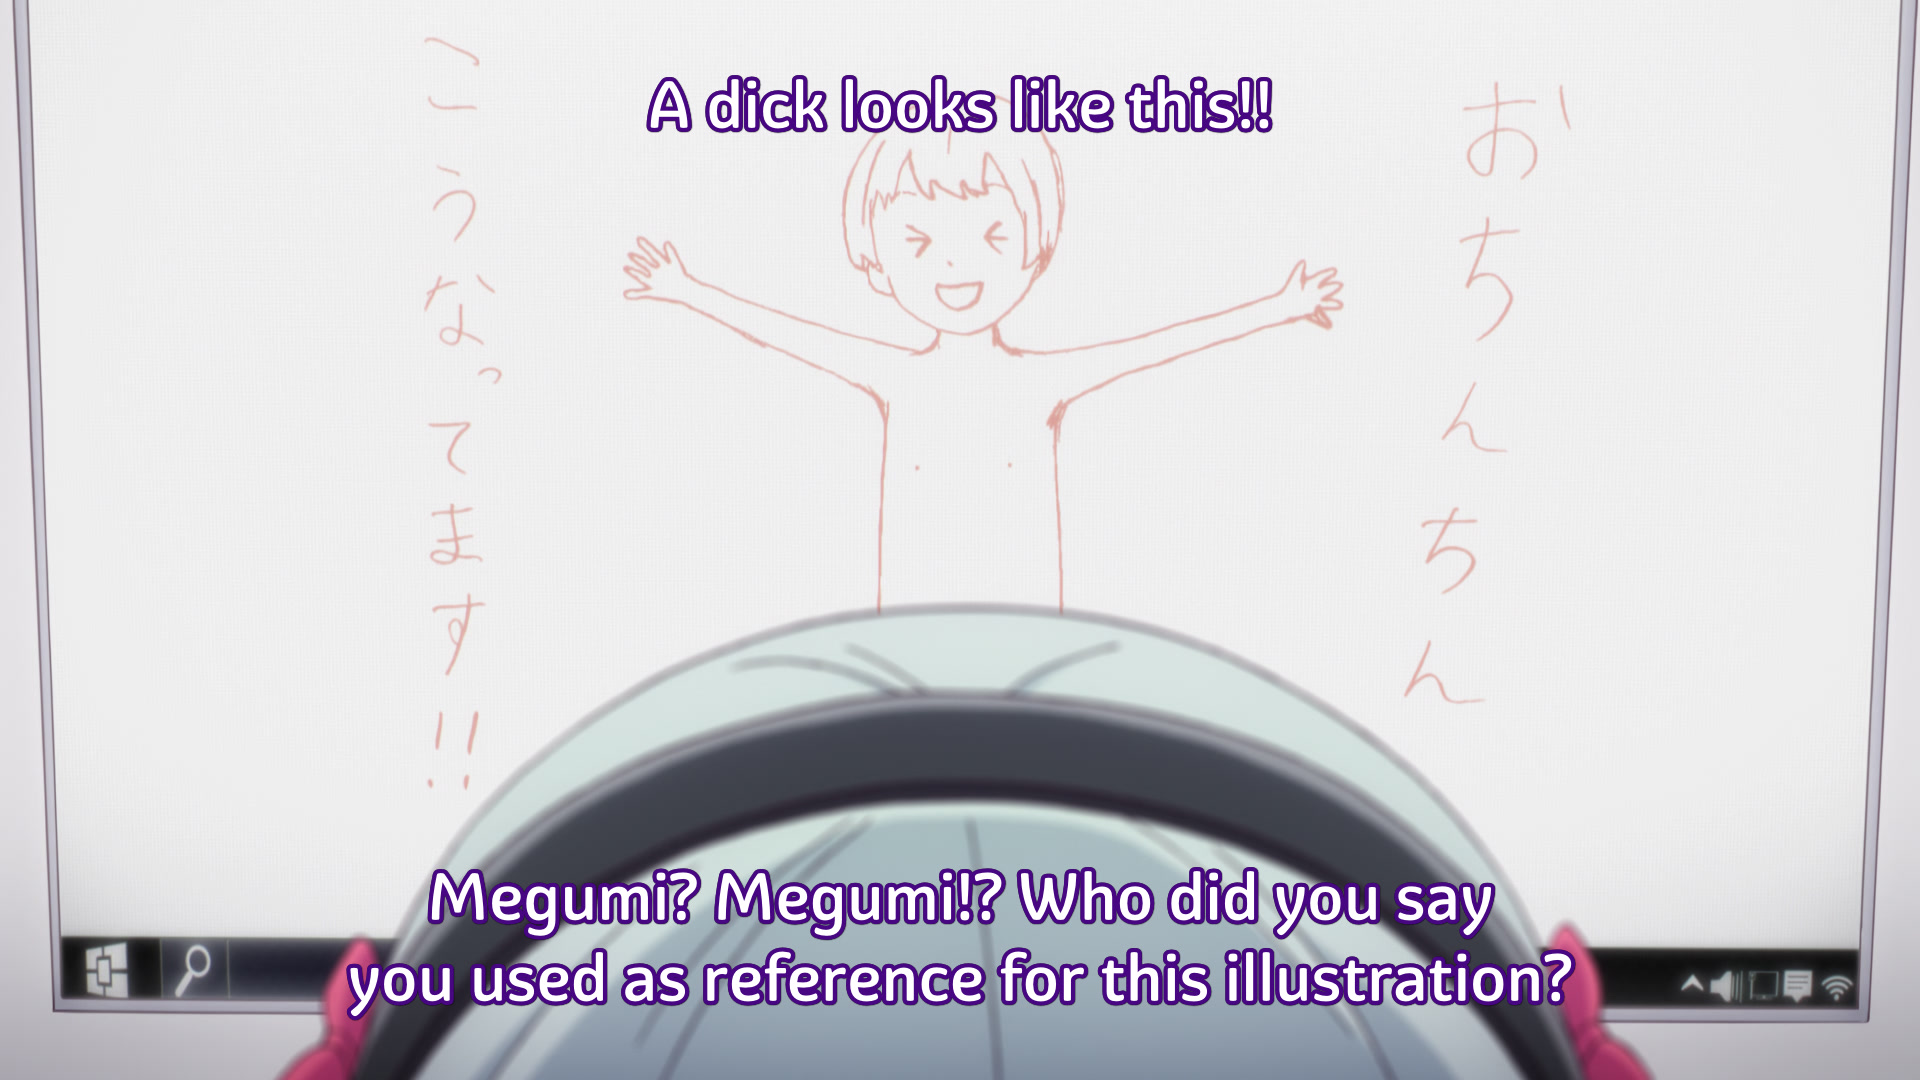 A dick looks like this!!
おちんちん
こうなってます!!
Megumi? Megumi!? Who did you say
you used as reference for this illustration?